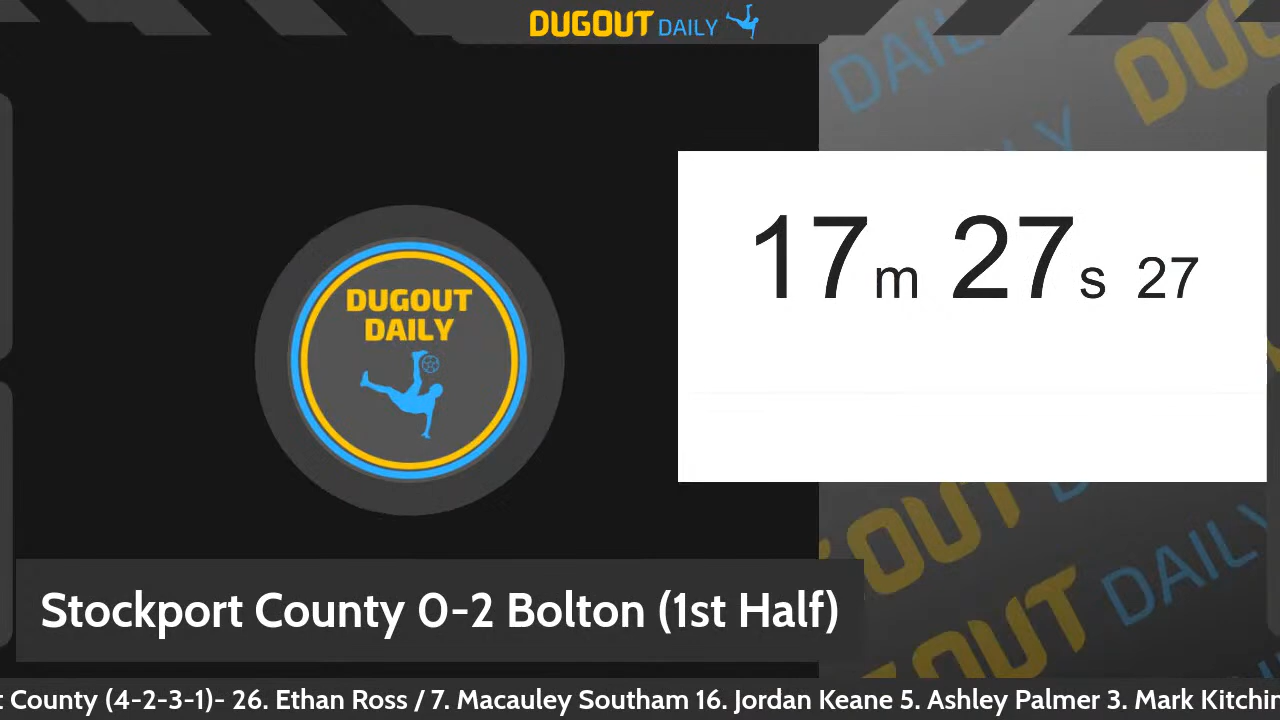 DUGOUT DAILY
DAILY
DUGOUT
DAILY
17m 27s 27
Stockport County 0-2 Bolton (1st Half)
County (4-2-3-1)- 26. Ethan Ross / 7. Macauley Southam 16. Jordan Keane 5. Ashley Palmer 3. Mark